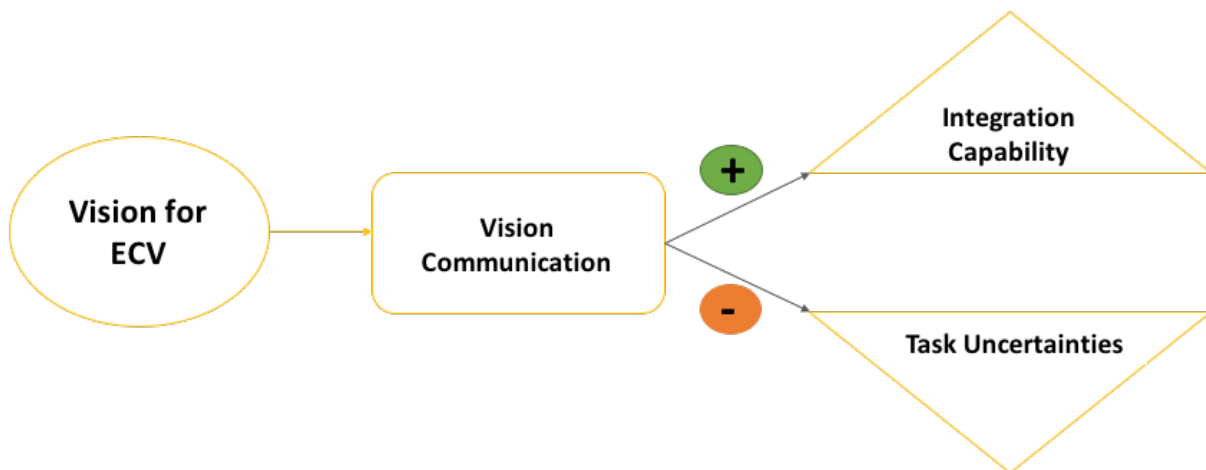 Vision for
ECV
Vision
Communication
+
-
Integration
Capability
Task Uncertainties